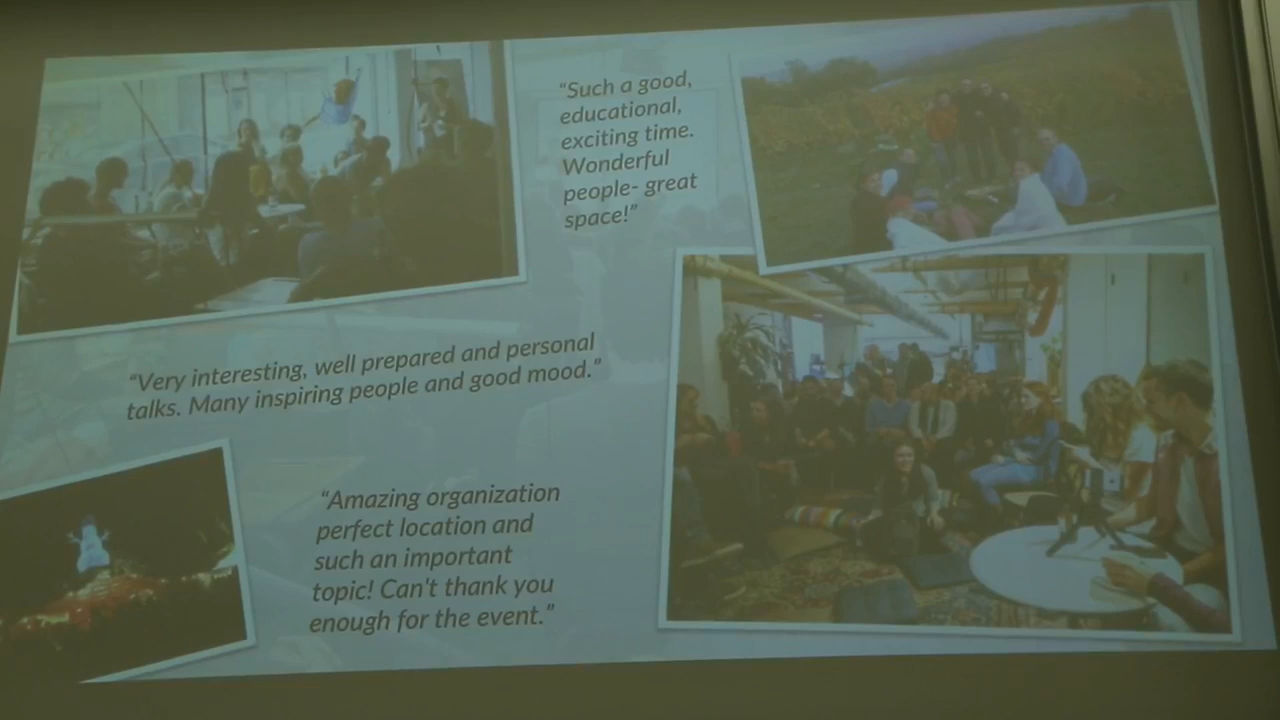 “Such a good,
educational,
exciting time.
Wonderful
people- great
space!”
“Very interesting, well prepared and personal
talks. Many inspiring people and good mood.”
“Amazing organization
perfect location and
such an important
topic! Can't thank you
enough for the event.”